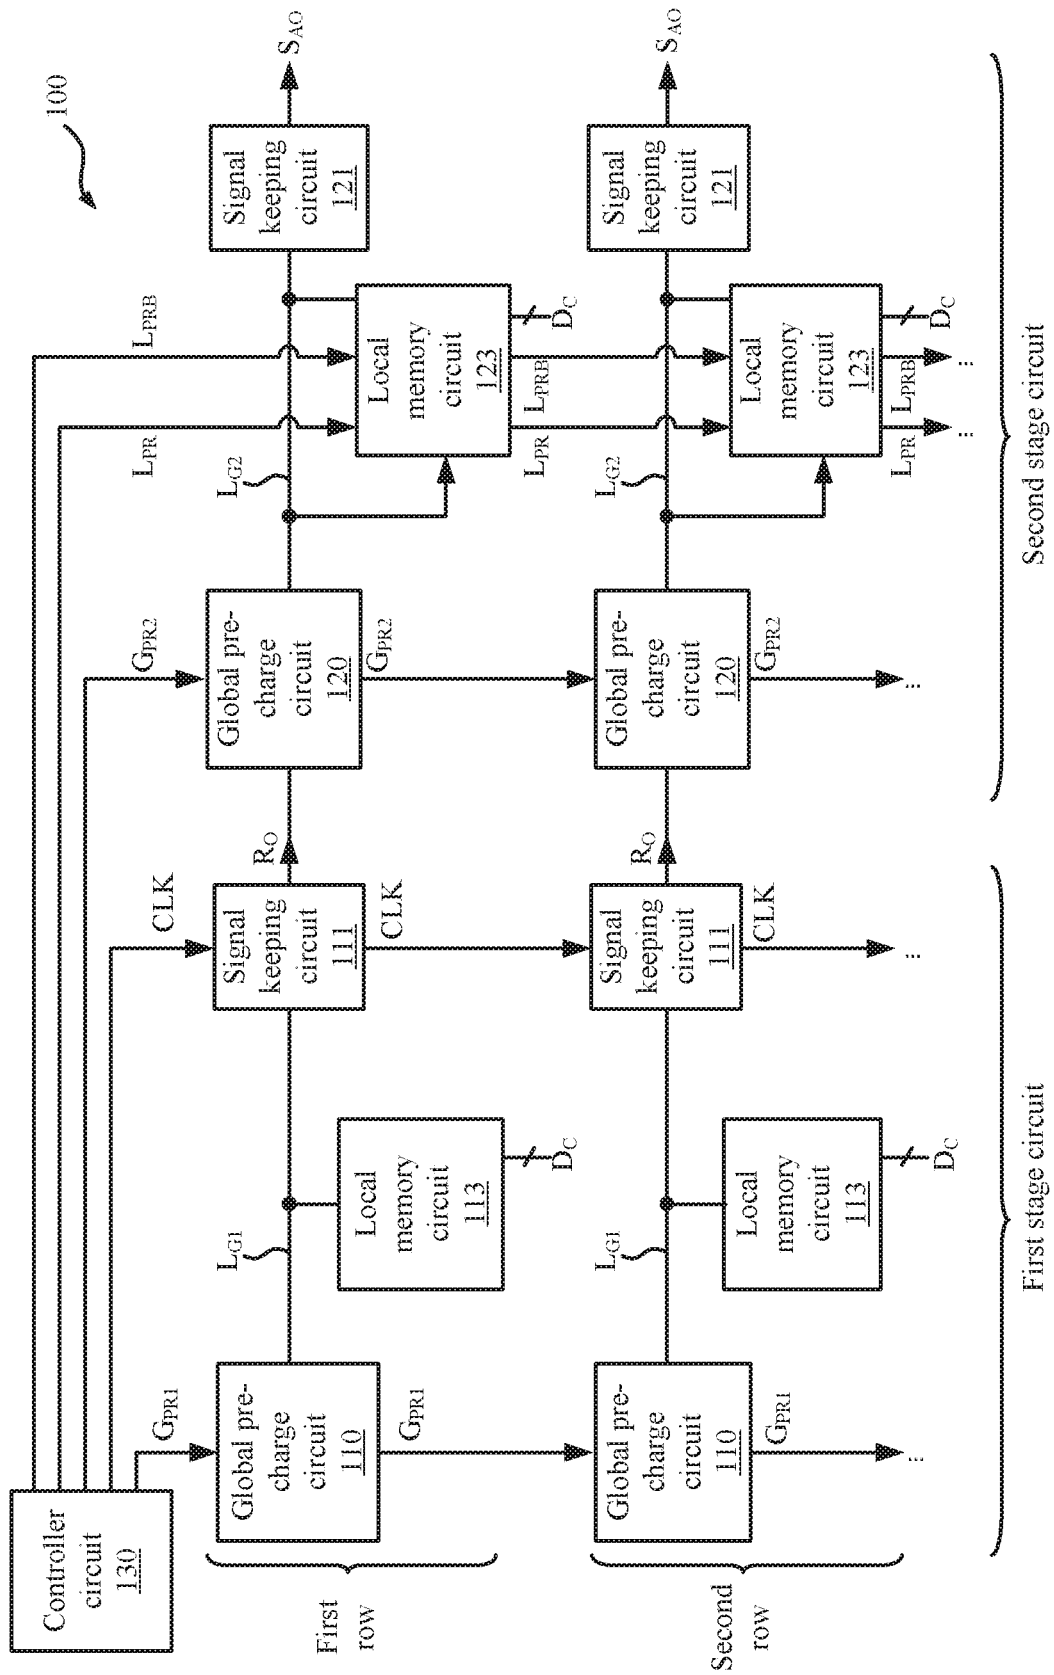 100
Controller
circuit
130
GPR1
CLK
GPR2
LPR
LPRB
First
row
Global pre-
charge
circuit
110
LG1
Local
memory
circuit
113
DC
Signal
keeping
circuit
111
RO
Global pre-
charge
circuit
120
LG2
Local
memory
circuit
123
DC
Signal
keeping
circuit
121
SAO
GPR1
CLK
GPR2
LPR
LPRB
Second
row
Global pre-
charge
circuit
110
LG1
Local
memory
circuit
113
DC
Signal
keeping
circuit
111
RO
Global pre-
charge
circuit
120
LG2
Local
memory
circuit
123
DC
Signal
keeping
circuit
121
SAO
GPR1
...
CLK
...
GPR2
...
LPR
...
LPRB
...
First stage circuit
Second stage circuit